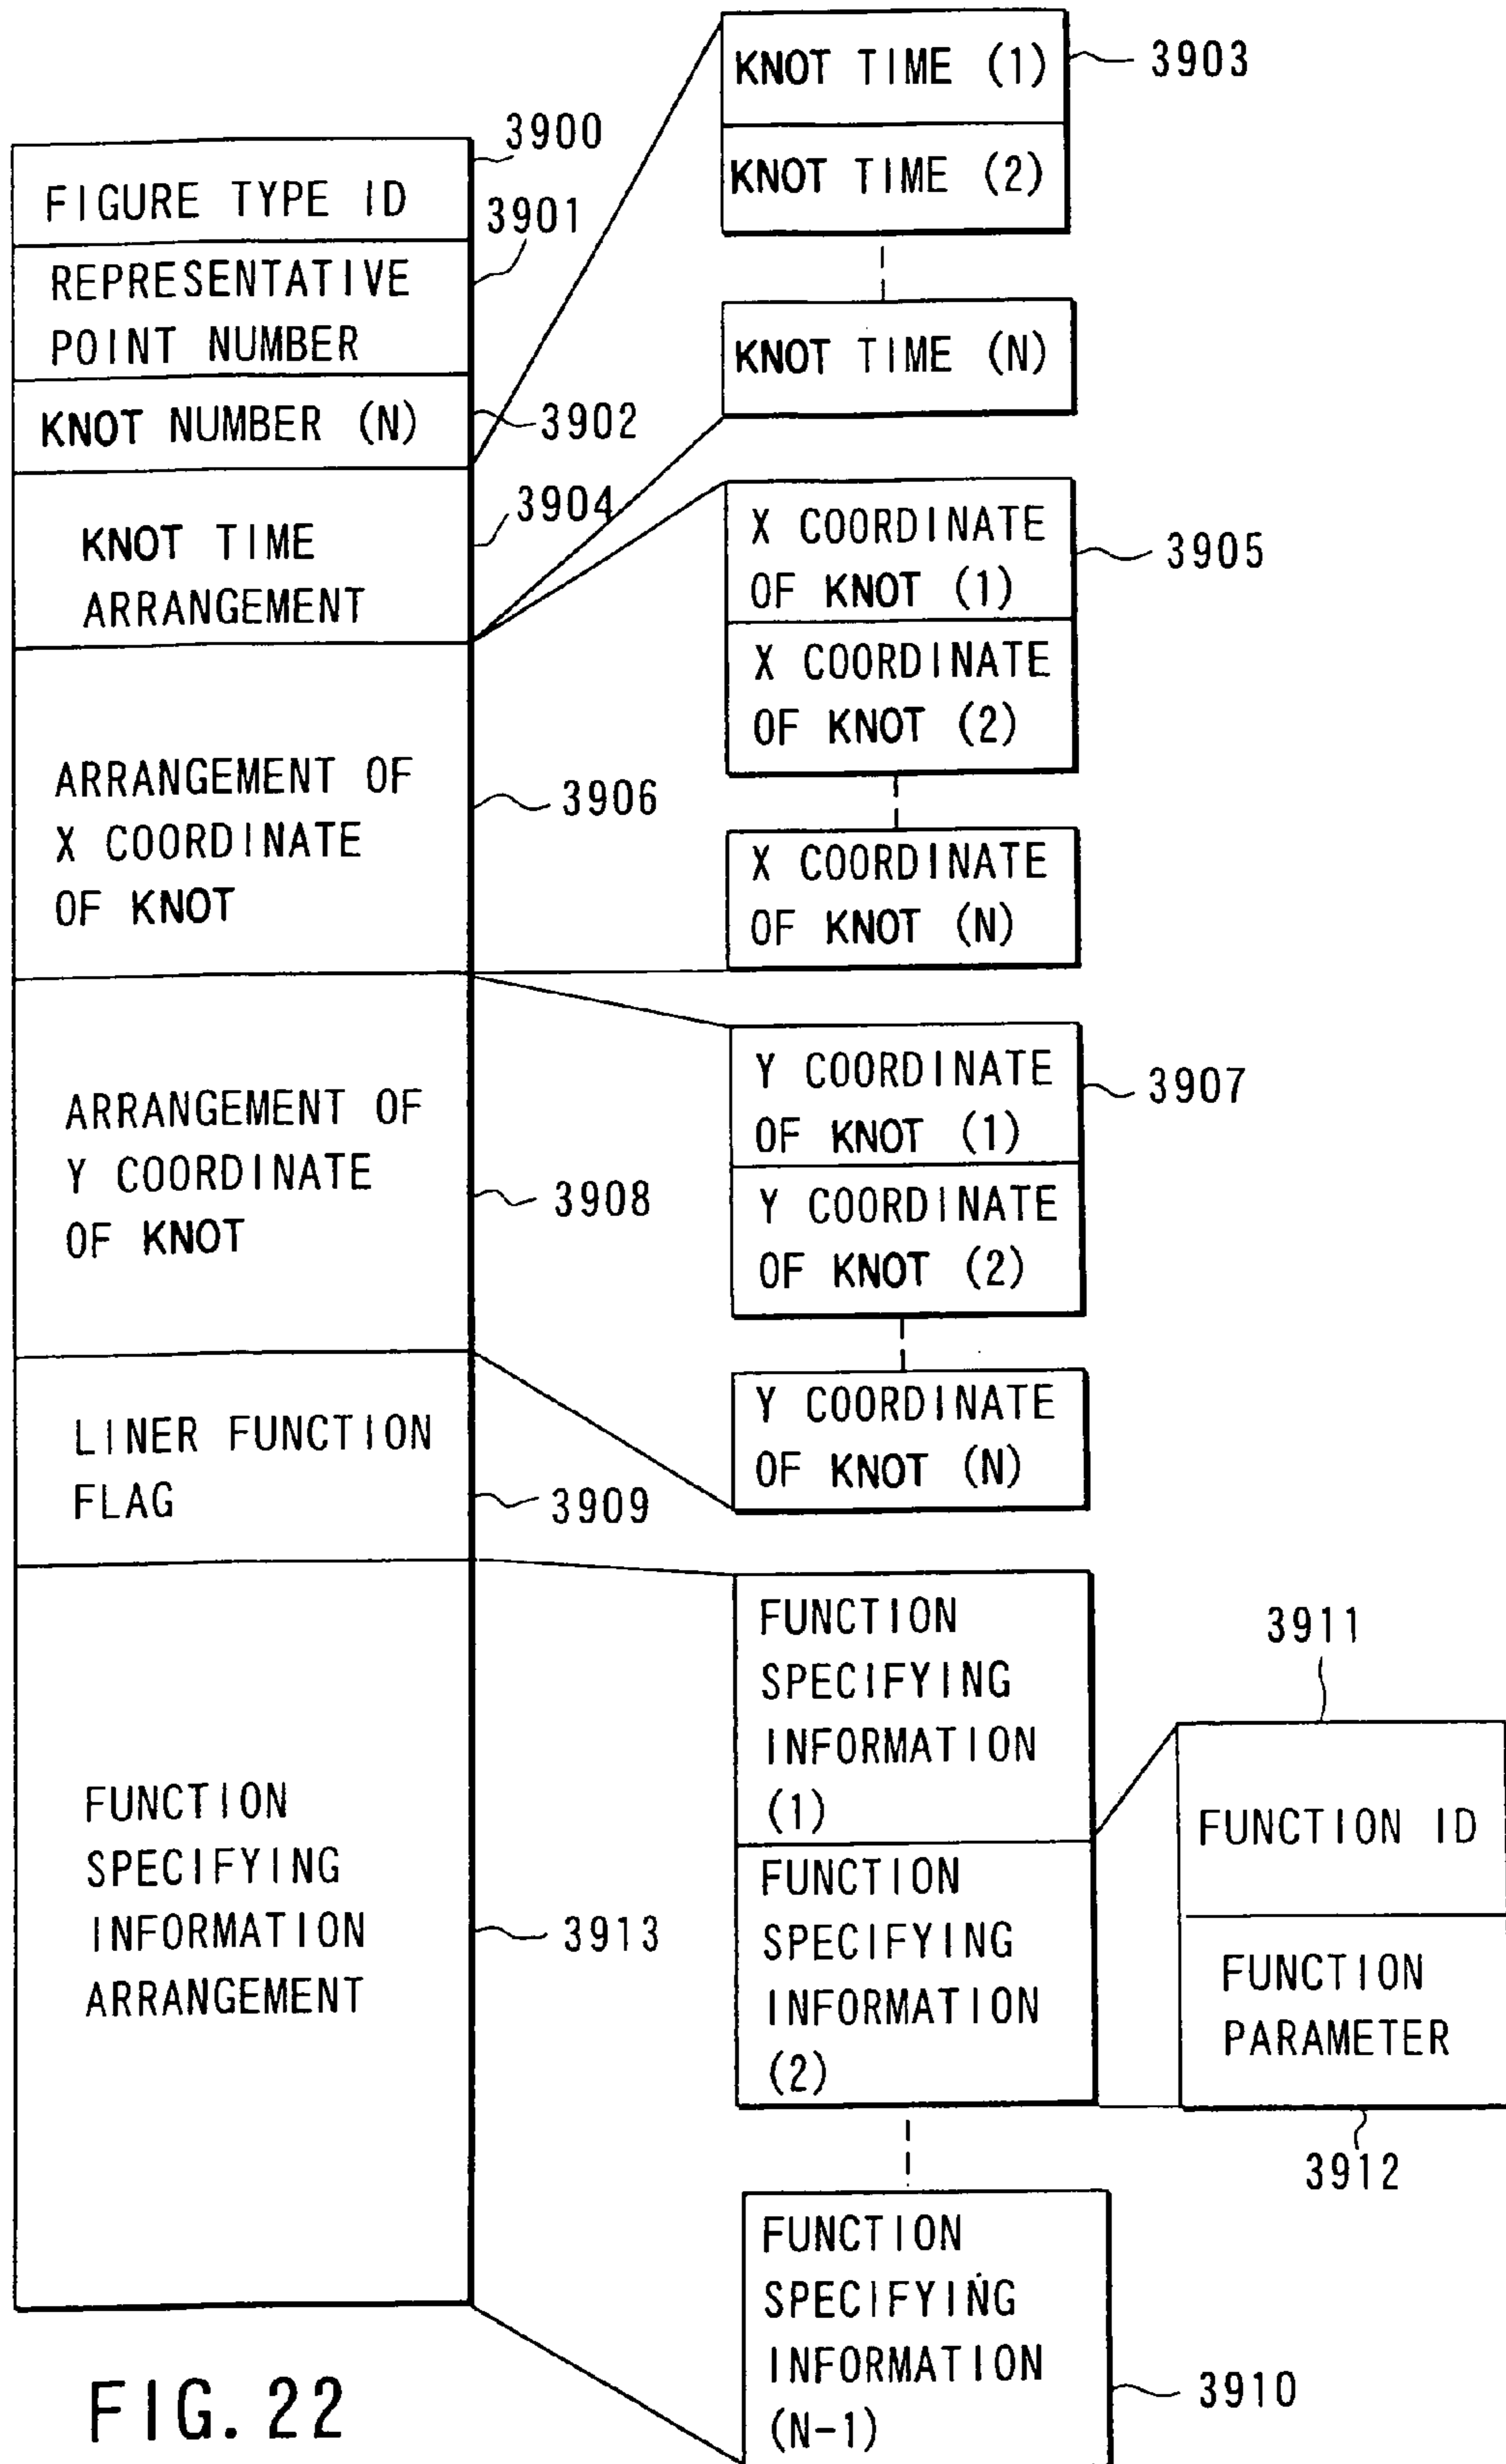 3900
FIGURE TYPE ID
3901
REPRESENTATIVE
POINT NUMBER
KNOT NUMBER (N)
3902
3904
KNOT TIME
ARRANGEMENT
ARRANGEMENT OF
X COORDINATE
OF KNOT
3906
ARRANGEMENT OF
Y COORDINATE
OF KNOT
3908
LINER FUNCTION
FLAG
3909
FUNCTION
SPECIFYING
INFORMATION
ARRANGEMENT
3913
KNOT TIME (1)
3903
KNOT TIME (2)
KNOT TIME (N)
X COORDINATE
OF KNOT (1)
3905
X COORDINATE
OF KNOT (2)
X COORDINATE
OF KNOT (N)
Y COORDINATE
OF KNOT (1)
3907
Y COORDINATE
OF KNOT (2)
Y COORDINATE
OF KNOT (N)
FUNCTION
SPECIFYING
INFORMATION
(1)
FUNCTION
SPECIFYING
INFORMATION
(2)
FUNCTION
SPECIFYING
INFORMATION
(N-1)
3910
3911
FUNCTION ID
FUNCTION
PARAMETER
3912
FIG. 22